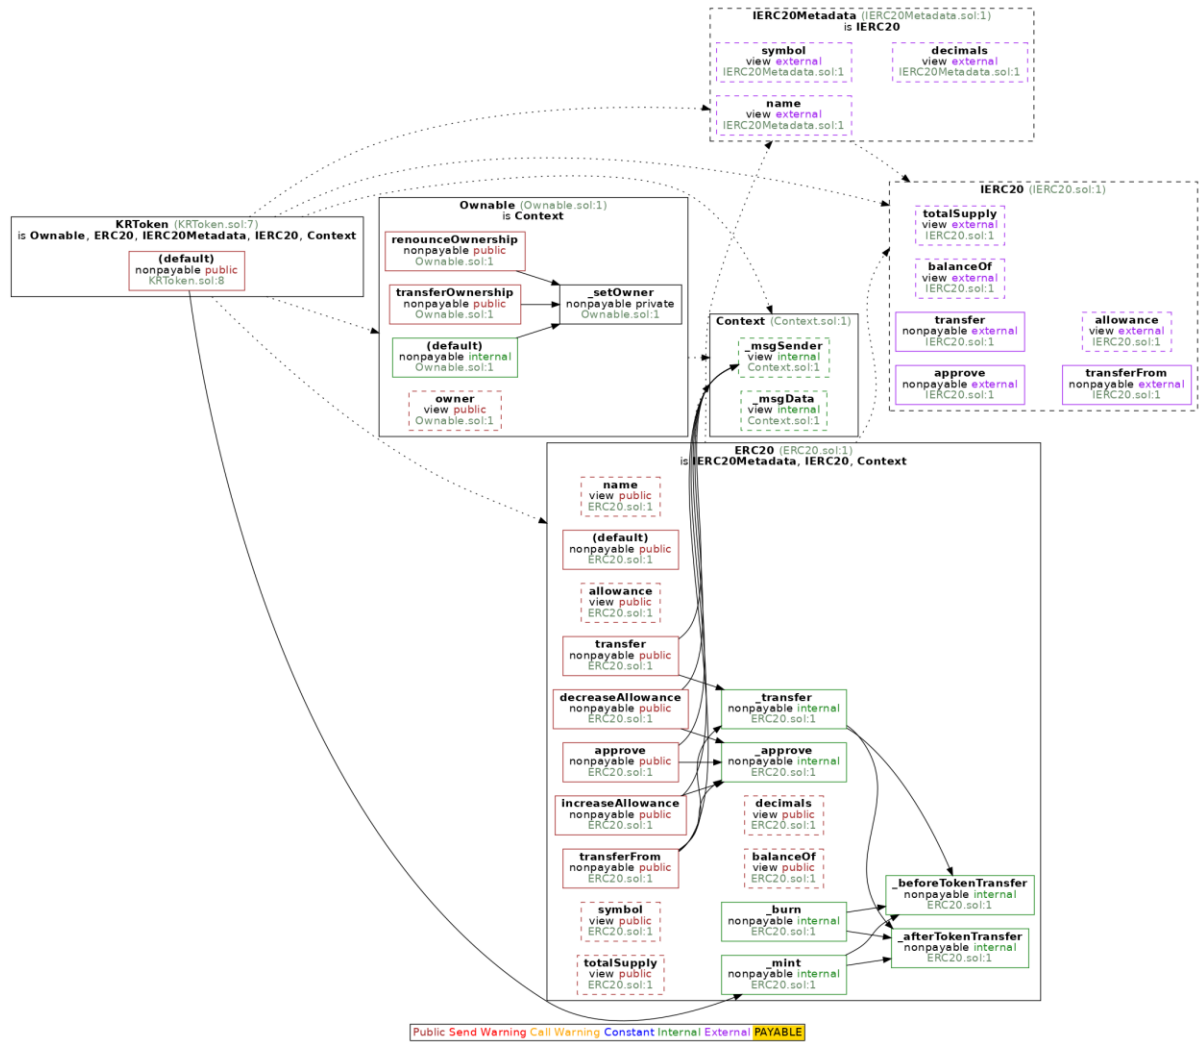 IERC20Metadata (IERC20Metadata.sol:1)
is IERC20
symbol
view external
IERC20Metadata.sol:1
decimals
view external
IERC20Metadata.sol:1
name
view external
IERC20Metadata.sol:1
IERC20 (IERC20.sol:1)
totalSupply
view external
IERC20.sol:1
balanceOf
view external
IERC20.sol:1
transfer
nonpayable external
IERC20.sol:1
allowance
view external
IERC20.sol:1
approve
nonpayable external
IERC20.sol:1
transferFrom
nonpayable external
IERC20.sol:1
KRToken (KRToken.sol:7)
is Ownable, ERC20, IERC20Metadata, IERC20, Context
(default)
nonpayable public
KRToken.sol:8
Ownable (Ownable.sol:1)
is Context
renounceOwnership
nonpayable public
Ownable.sol:1
transferOwnership
nonpayable public
Ownable.sol:1
_setOwner
nonpayable private
Ownable.sol:1
(default)
nonpayable internal
Ownable.sol:1
owner
view public
Ownable.sol:1
Context (Context.sol:1)
_msgSender
view internal
Context.sol:1
_msgData
view internal
Context.sol:1
ERC20 (ERC20.sol:1)
is IERC20Metadata, IERC20, Context
name
view public
ERC20.sol:1
(default)
nonpayable public
ERC20.sol:1
allowance
view public
ERC20.sol:1
transfer
nonpayable public
ERC20.sol:1
decreaseAllowance
nonpayable public
ERC20.sol:1
_transfer
nonpayable internal
ERC20.sol:1
approve
nonpayable public
ERC20.sol:1
_approve
nonpayable internal
ERC20.sol:1
increaseAllowance
nonpayable public
ERC20.sol:1
decimals
view public
ERC20.sol:1
transferFrom
nonpayable public
ERC20.sol:1
balanceOf
view public
ERC20.sol:1
_beforeTokenTransfer
nonpayable internal
ERC20.sol:1
symbol
view public
ERC20.sol:1
_burn
nonpayable internal
ERC20.sol:1
_afterTokenTransfer
nonpayable internal
ERC20.sol:1
totalSupply
view public
ERC20.sol:1
_mint
nonpayable internal
ERC20.sol:1
Public Send Warning Call Warning Constant Internal External PAYABLE